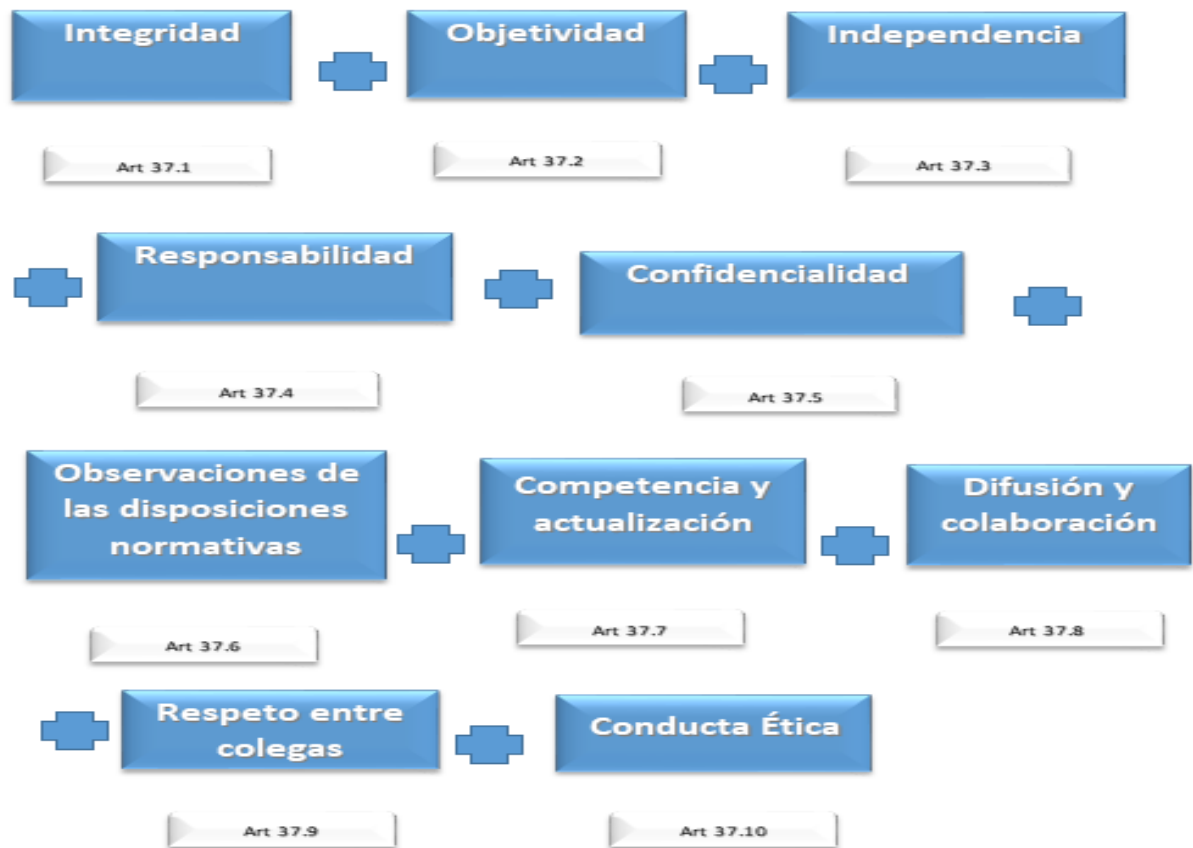 Integridad
Objetividad
Independencia
Art 37.1
Art 37.2
Art 37.3
Responsabilidad
Confidencialidad
Art 37.4
Art 37.5
Observaciones de
las disposiciones
normativas
Competencia y
actualización
Difusión y
colaboración
Art 37.6
Art 37.7
Art 37.8
Respeto entre
colegas
Conducta Ética
Art 37.9
Art 37.10